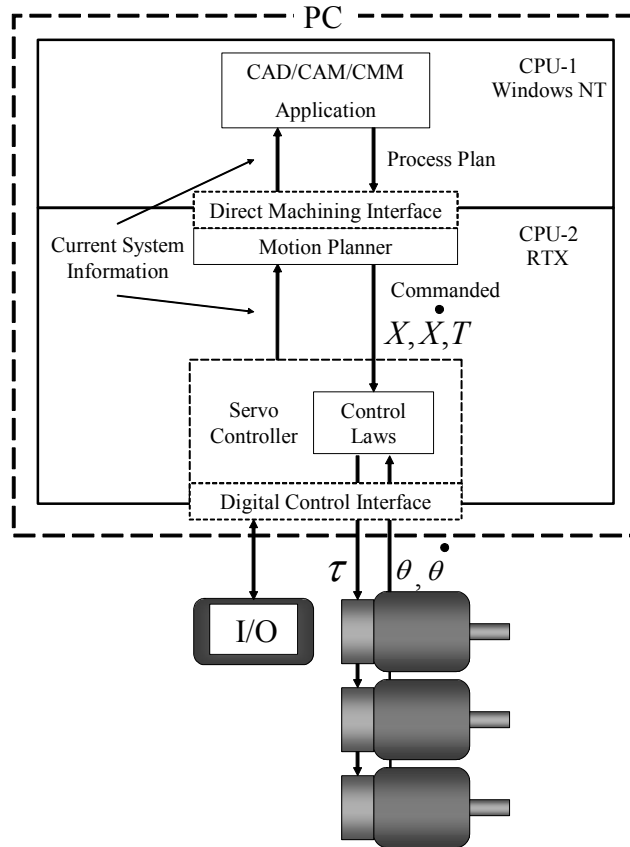 PC
CAD/CAM/CMM
Application
CPU-1
Windows NT
Process Plan
Direct Machining Interface
Motion Planner
CPU-2
RTX
Current System
Information
Commanded
X, Ẋ, T
Servo
Controller
Control
Laws
Digital Control Interface
τ
θ, θ̇
I/O